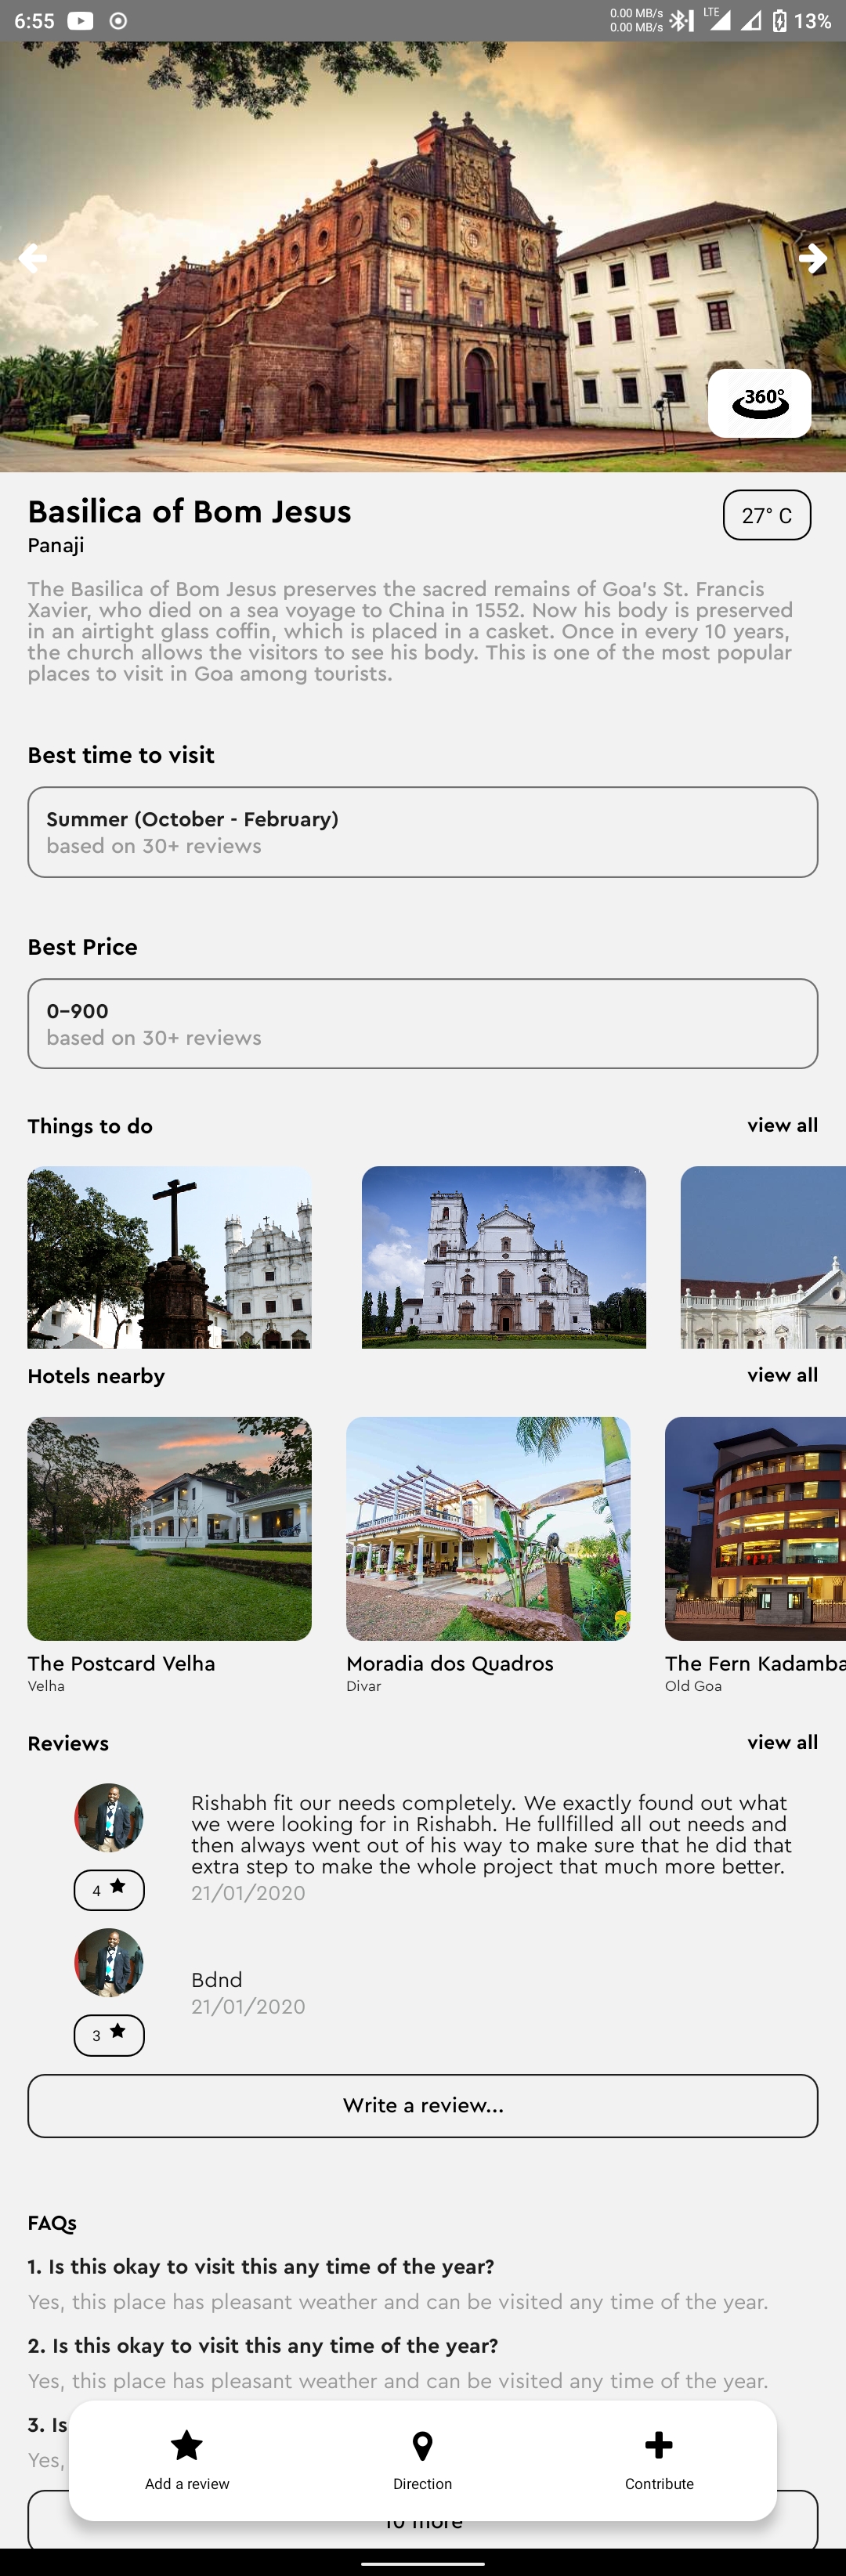 6:55
0.00 MB/s
0.00 MB/s
LTE
13%
360°
Basilica of Bom Jesus
27° C
Panaji
The Basilica of Bom Jesus preserves the sacred remains of Goa's St. Francis
Xavier, who died on a sea voyage to China in 1552. Now his body is preserved
in an airtight glass coffin, which is placed in a casket. Once in every 10 years,
the church allows the visitors to see his body. This is one of the most popular
places to visit in Goa among tourists.
Best time to visit
Summer (October - February)
based on 30+ reviews
Best Price
0-900
based on 30+ reviews
Things to do
view all
Hotels nearby
view all
The Postcard Velha
Velha
Moradia dos Quadros
Divar
The Fern Kadamba
Old Goa
Reviews
view all
Rishabh fit our needs completely. We exactly found out what
we were looking for in Rishabh. He fullfilled all out needs and
then always went out of his way to make sure that he did that
extra step to make the whole project that much more better.
21/01/2020
4
Bdnd
21/01/2020
3
Write a review...
FAQs
1. Is this okay to visit this any time of the year?
Yes, this place has pleasant weather and can be visited any time of the year.
2. Is this okay to visit this any time of the year?
Yes, this place has pleasant weather and can be visited any time of the year.
3. Is
Yes,
Add a review
Direction
Contribute
10 more